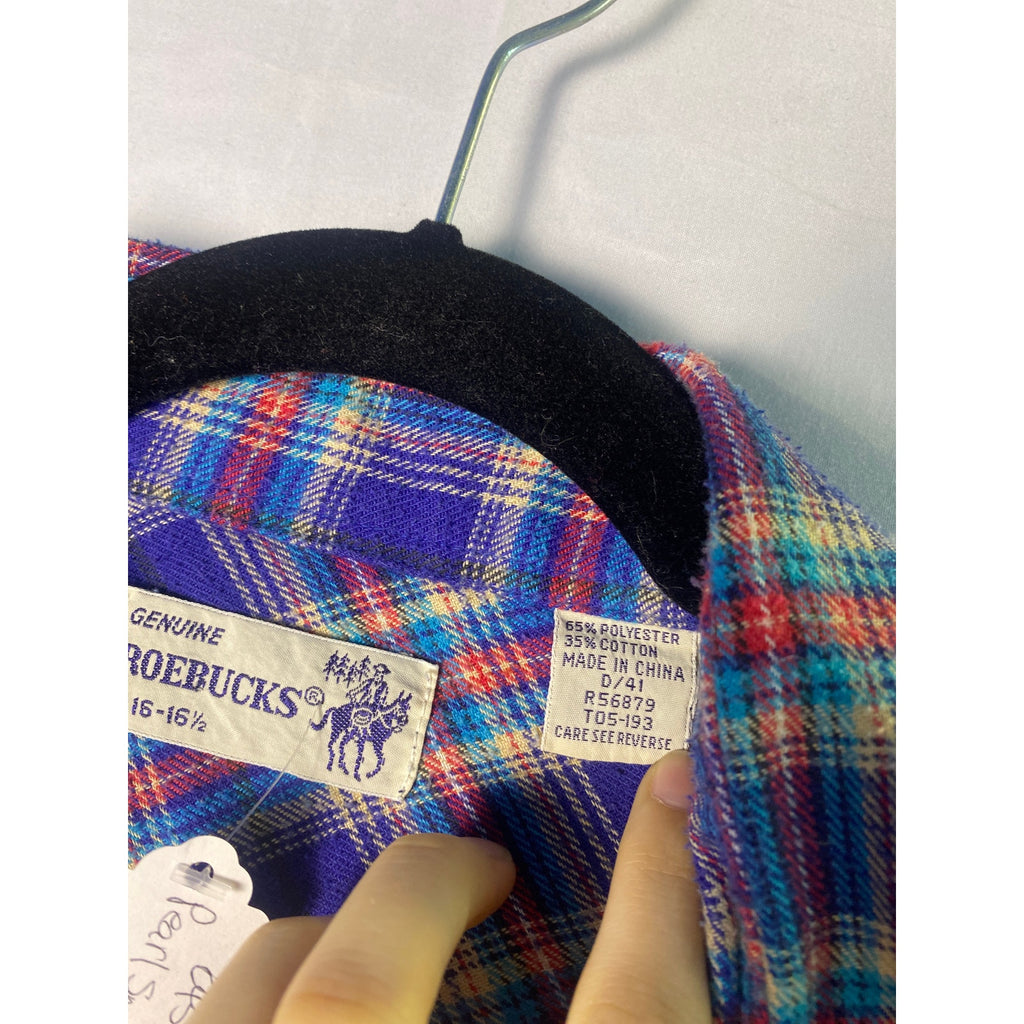 GENUINE
ROEBUCKS®
16-16½
65% POLYESTER
35% COTTON
MADE IN CHINA
D/41
R56879
T05-193
CARE SEE REVERSE
Pearl